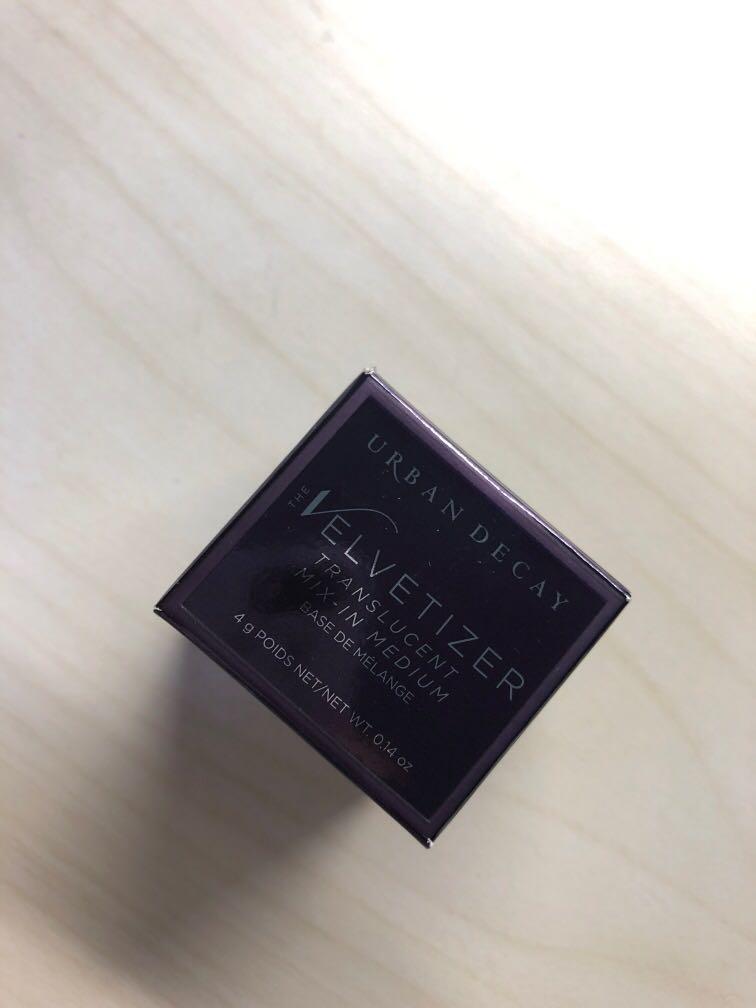 URBAN DECAY
THE VELVETIZER
TRANSLUCENT
MIX-IN MEDIUM
BASE DE MÉLANGE
4 g POIDS NET/NET WT. 0.14 oz